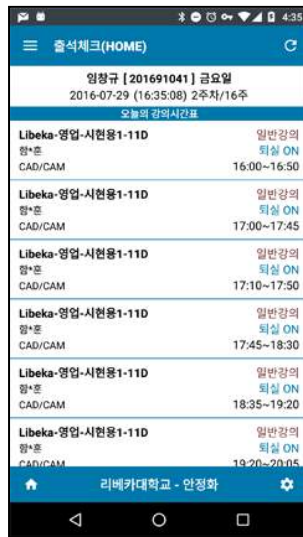 4:35
출석체크(HOME)
임창규 [ 201691041 ] 금요일
2016-07-29 (16:35:08) 2주차/16주
오늘의 강의시간표
Libeka-영업-시현용1-11D 일반강의
함*훈 퇴실 ON
CAD/CAM 16:00~16:50
Libeka-영업-시현용1-11D 일반강의
함*훈 퇴실 ON
CAD/CAM 17:00~17:45
Libeka-영업-시현용1-11D 일반강의
함*훈 퇴실 ON
CAD/CAM 17:10~17:50
Libeka-영업-시현용1-11D 일반강의
함*훈 퇴실 ON
CAD/CAM 17:45~18:30
Libeka-영업-시현용1-11D 일반강의
함*훈 퇴실 ON
CAD/CAM 18:35~19:20
Libeka-영업-시현용1-11D 일반강의
함*훈 퇴실 ON
CAD/CAM 19:20~20:05
리베카대학교 - 안정화